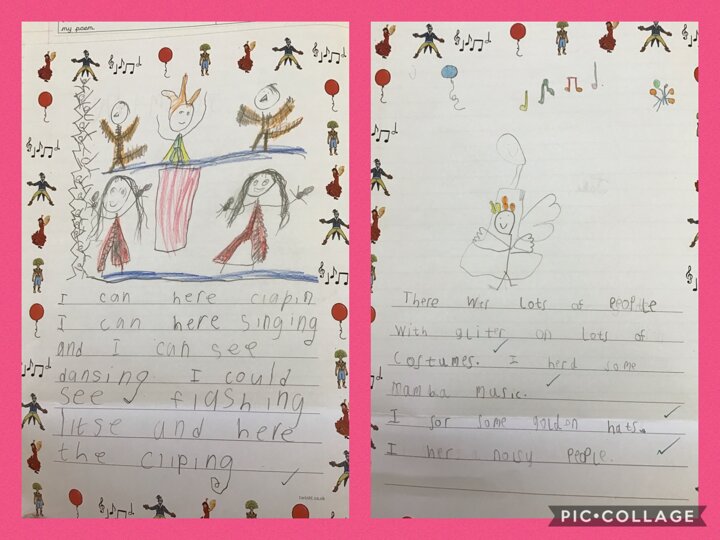 my poem.
I can here clapin
I can here singing
and I can see
dansing I could
see flashing
litse and here
the cliping
twinkl.co.uk
There was lots of people
with gliter on lots of
costumes. I herd some
mamba music.
I sor some golden hats.
I her noisy people.
PIC•COLLAGE